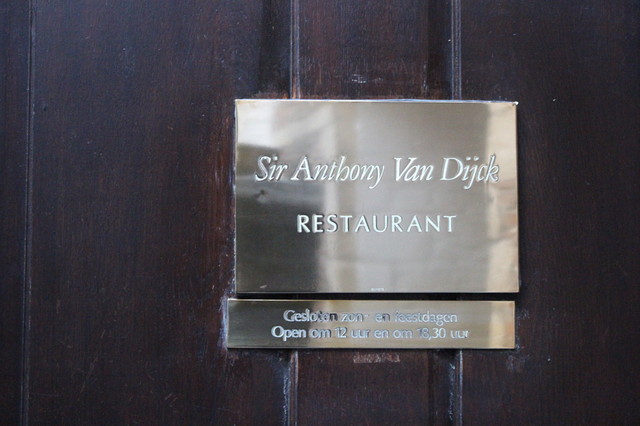 Sir Anthony Van Dijck
RESTAURANT
Gesloten zon- en feestdagen
Open om 12 uur en om 18,30 uur